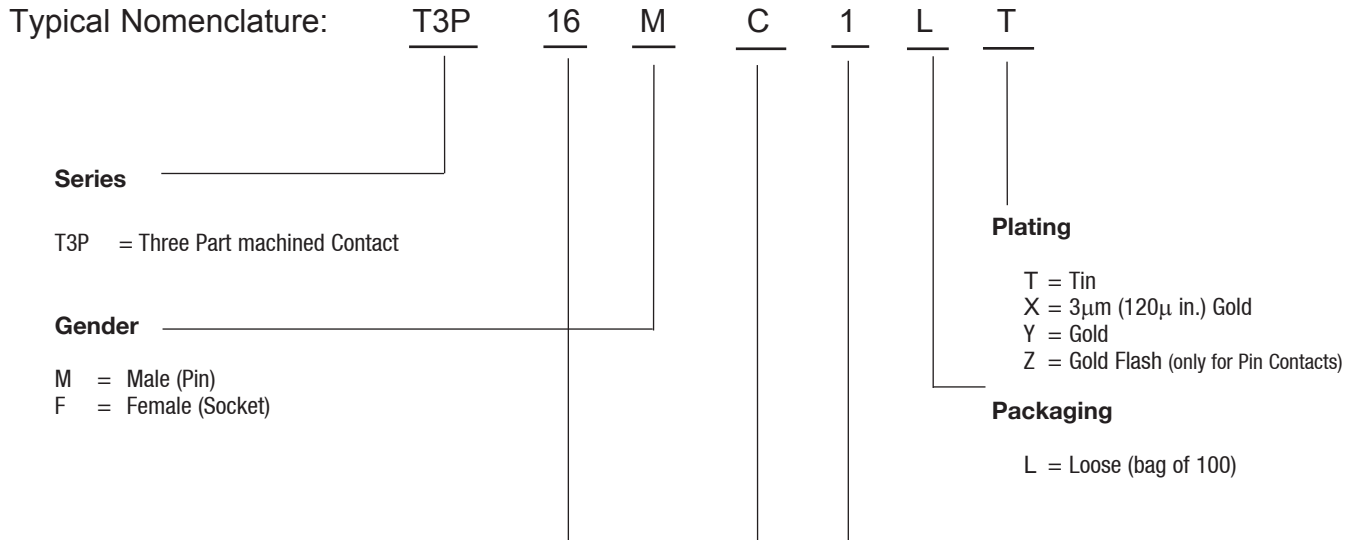 Typical Nomenclature: T3P 16 M C 1 L T
Series
T3P = Three Part machined Contact
Gender
M = Male (Pin)
F = Female (Socket)
Plating
T = Tin
X = 3µm (120µ in.) Gold
Y = Gold
Z = Gold Flash (only for Pin Contacts)
Packaging
L = Loose (bag of 100)